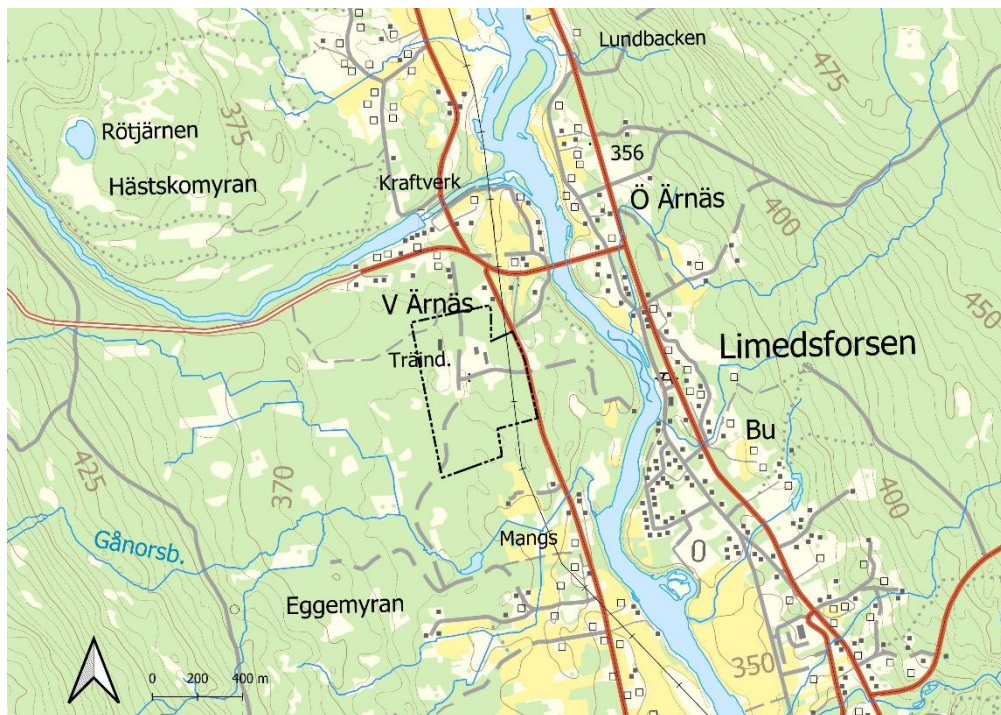 Lundbacken
475
375
Rötjärnen
356
Hästskomyran
Kraftverk
Ö Ärnäs
400
450
V Ärnäs
Limedsforsen
Träind.
Bu
425
370
400
Gånorsb.
Mangs
Eggemyran
350
0 200 400 m